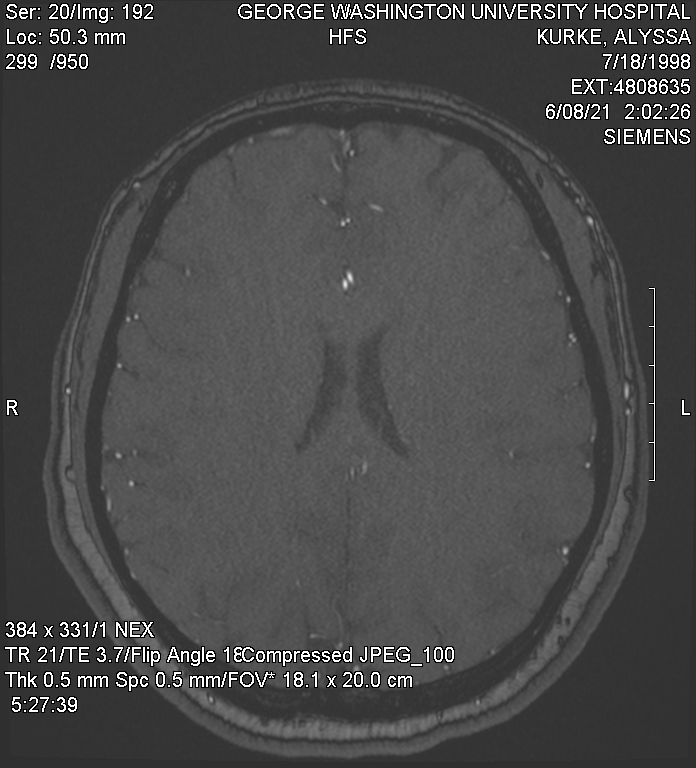 Ser: 20/Img: 192
Loc: 50.3 mm
299 /950
GEORGE WASHINGTON UNIVERSITY HOSPITAL
HFS
KURKE, ALYSSA
7/18/1998
EXT:4808635
6/08/21 2:02:26
SIEMENS
R
L
384 x 331/1 NEX
TR 21/TE 3.7/Flip Angle 18Compressed JPEG_100
Thk 0.5 mm Spc 0.5 mm/FOV* 18.1 x 20.0 cm
5:27:39